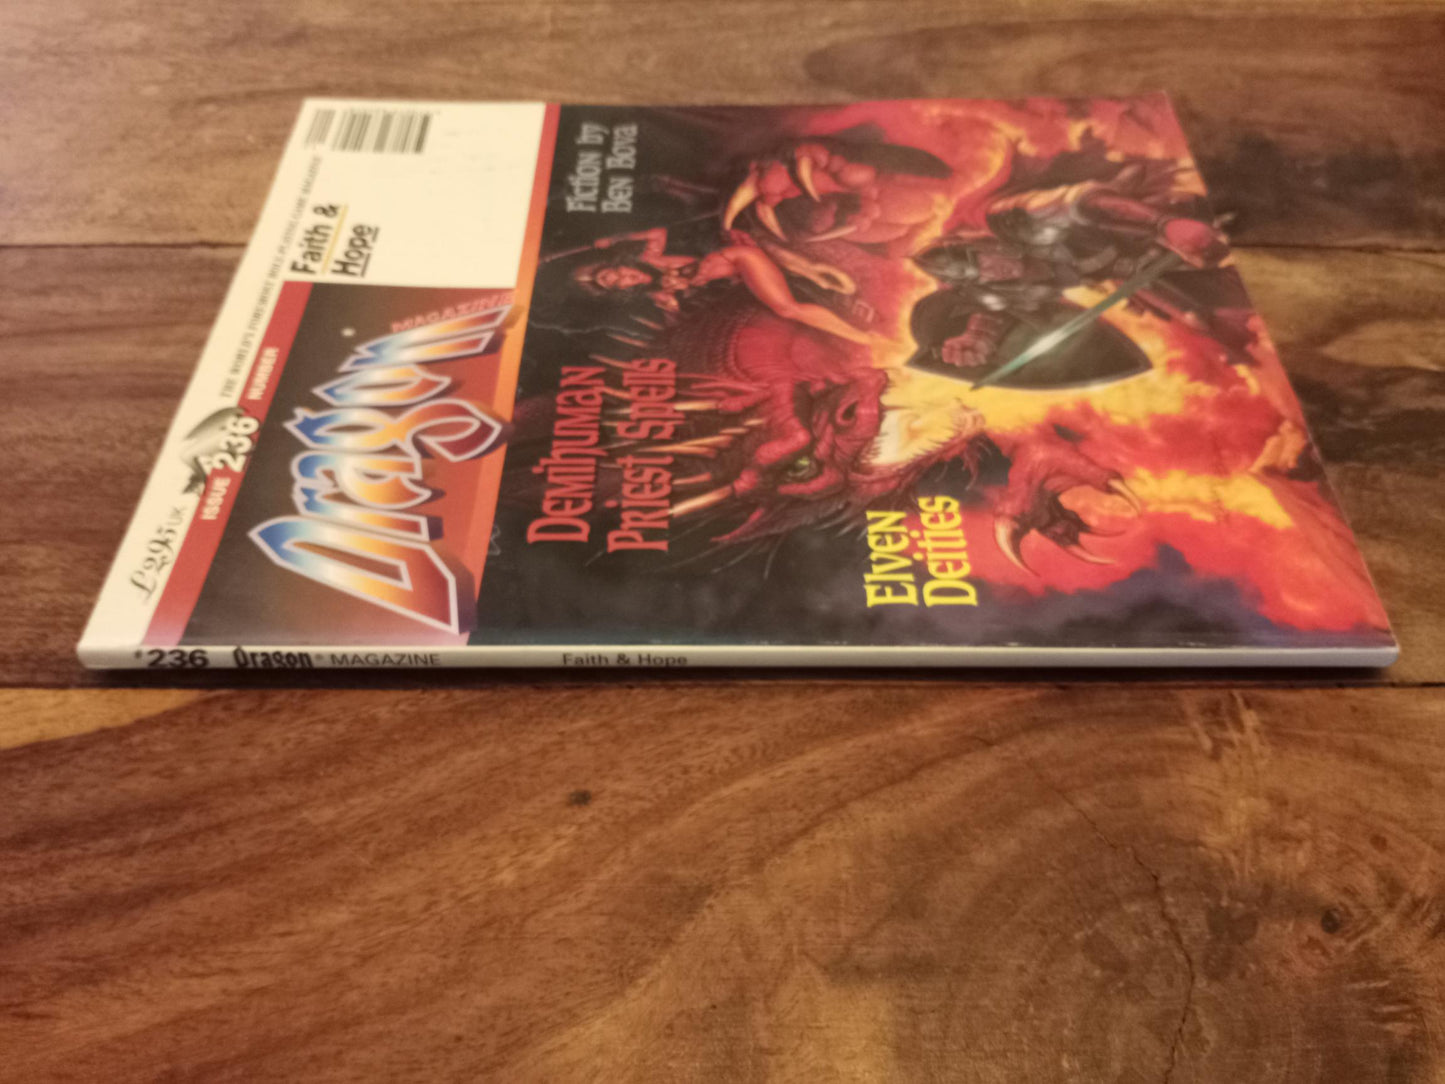 THE WORLD'S FOREMOST ROLE-PLAYING GAME MAGAZINE
£2.95 UK
ISSUE 236 NUMBER
Dragon
MAGAZINE
Faith &
Hope
Fiction by
Ben Bova
Demihuman
Priest Spells
Elven
Deities
#236 Dragon® MAGAZINE Faith & Hope